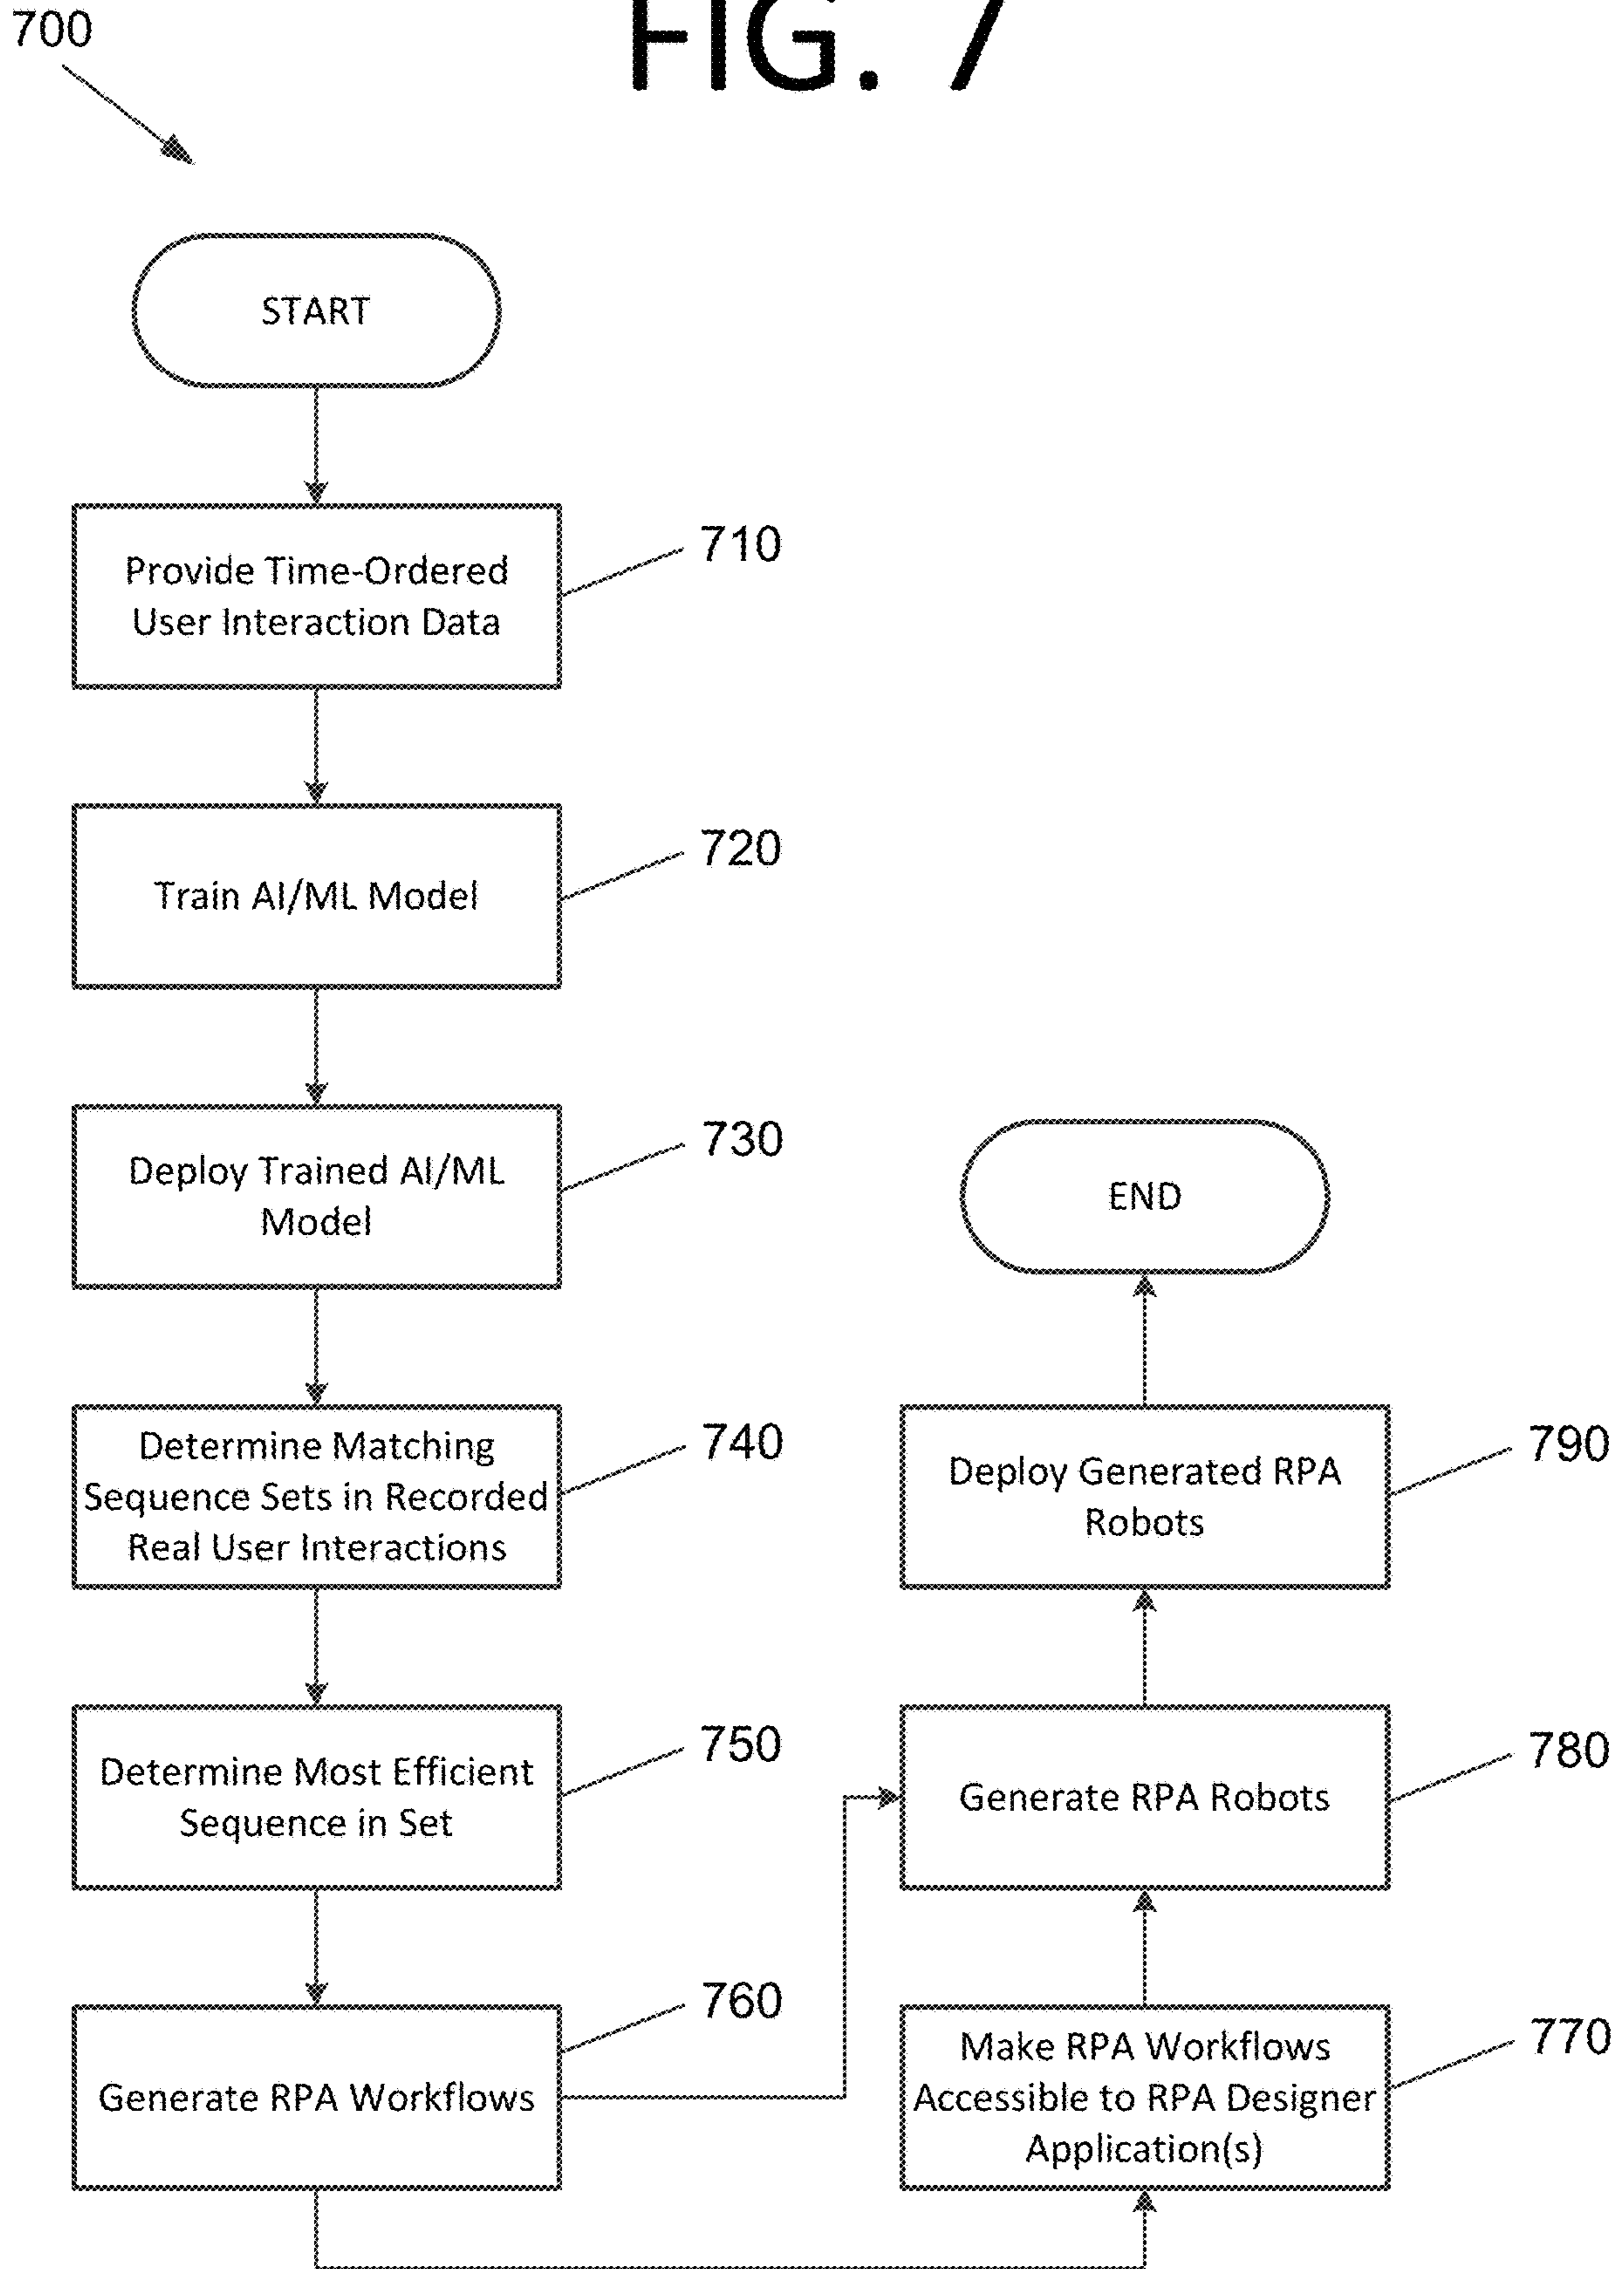 700
FIG. 7
START
Provide Time-Ordered
User Interaction Data
710
Train AI/ML Model
720
Deploy Trained AI/ML
Model
730
Determine Matching
Sequence Sets in Recorded
Real User Interactions
740
Determine Most Efficient
Sequence in Set
750
Generate RPA Workflows
760
END
Deploy Generated RPA
Robots
790
Generate RPA Robots
780
Make RPA Workflows
Accessible to RPA Designer
Application(s)
770